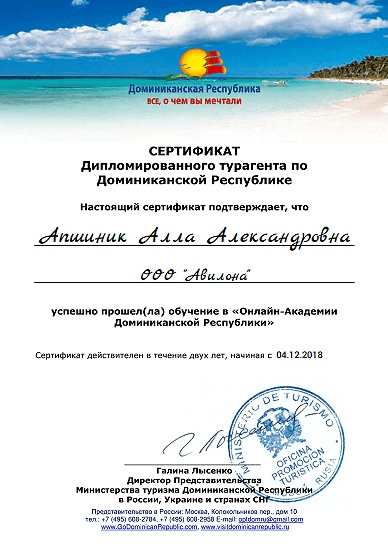 Доминиканская Республика
ВСЕ, о чем вы мечтали
СЕРТИФИКАТ
Дипломированного турагента по
Доминиканской Республике
Настоящий сертификат подтверждает, что
Апшиник Алла Александровна
ООО "Авилона"
успешно прошел(ла) обучение в «Онлайн-Академии
Доминиканской Республики»
Сертификат действителен в течение двух лет, начиная с 04.12.2018
MINISTERIO DE TURISMO
OFICINA
PROMOCION
TURISTICA
RUSIA
Галина Лысенко
Директор Представительства
Министерства туризма Доминиканской Республики
в России, Украине и странах СНГ
Представительство в России: Москва, Колокольников пер., дом 10
тел.: +7 (495) 608-2784, +7 (495) 608-2958 E-mail: optdomru@gmail.com
www.GoDominicanRepublic.com, www.visitdominicanrepublic.ru